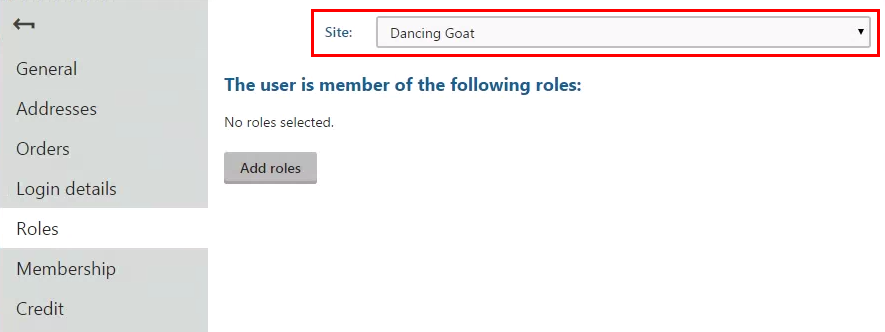 Site: Dancing Goat
General
Addresses
Orders
Login details
Roles
Membership
Credit
The user is member of the following roles:
No roles selected.
Add roles